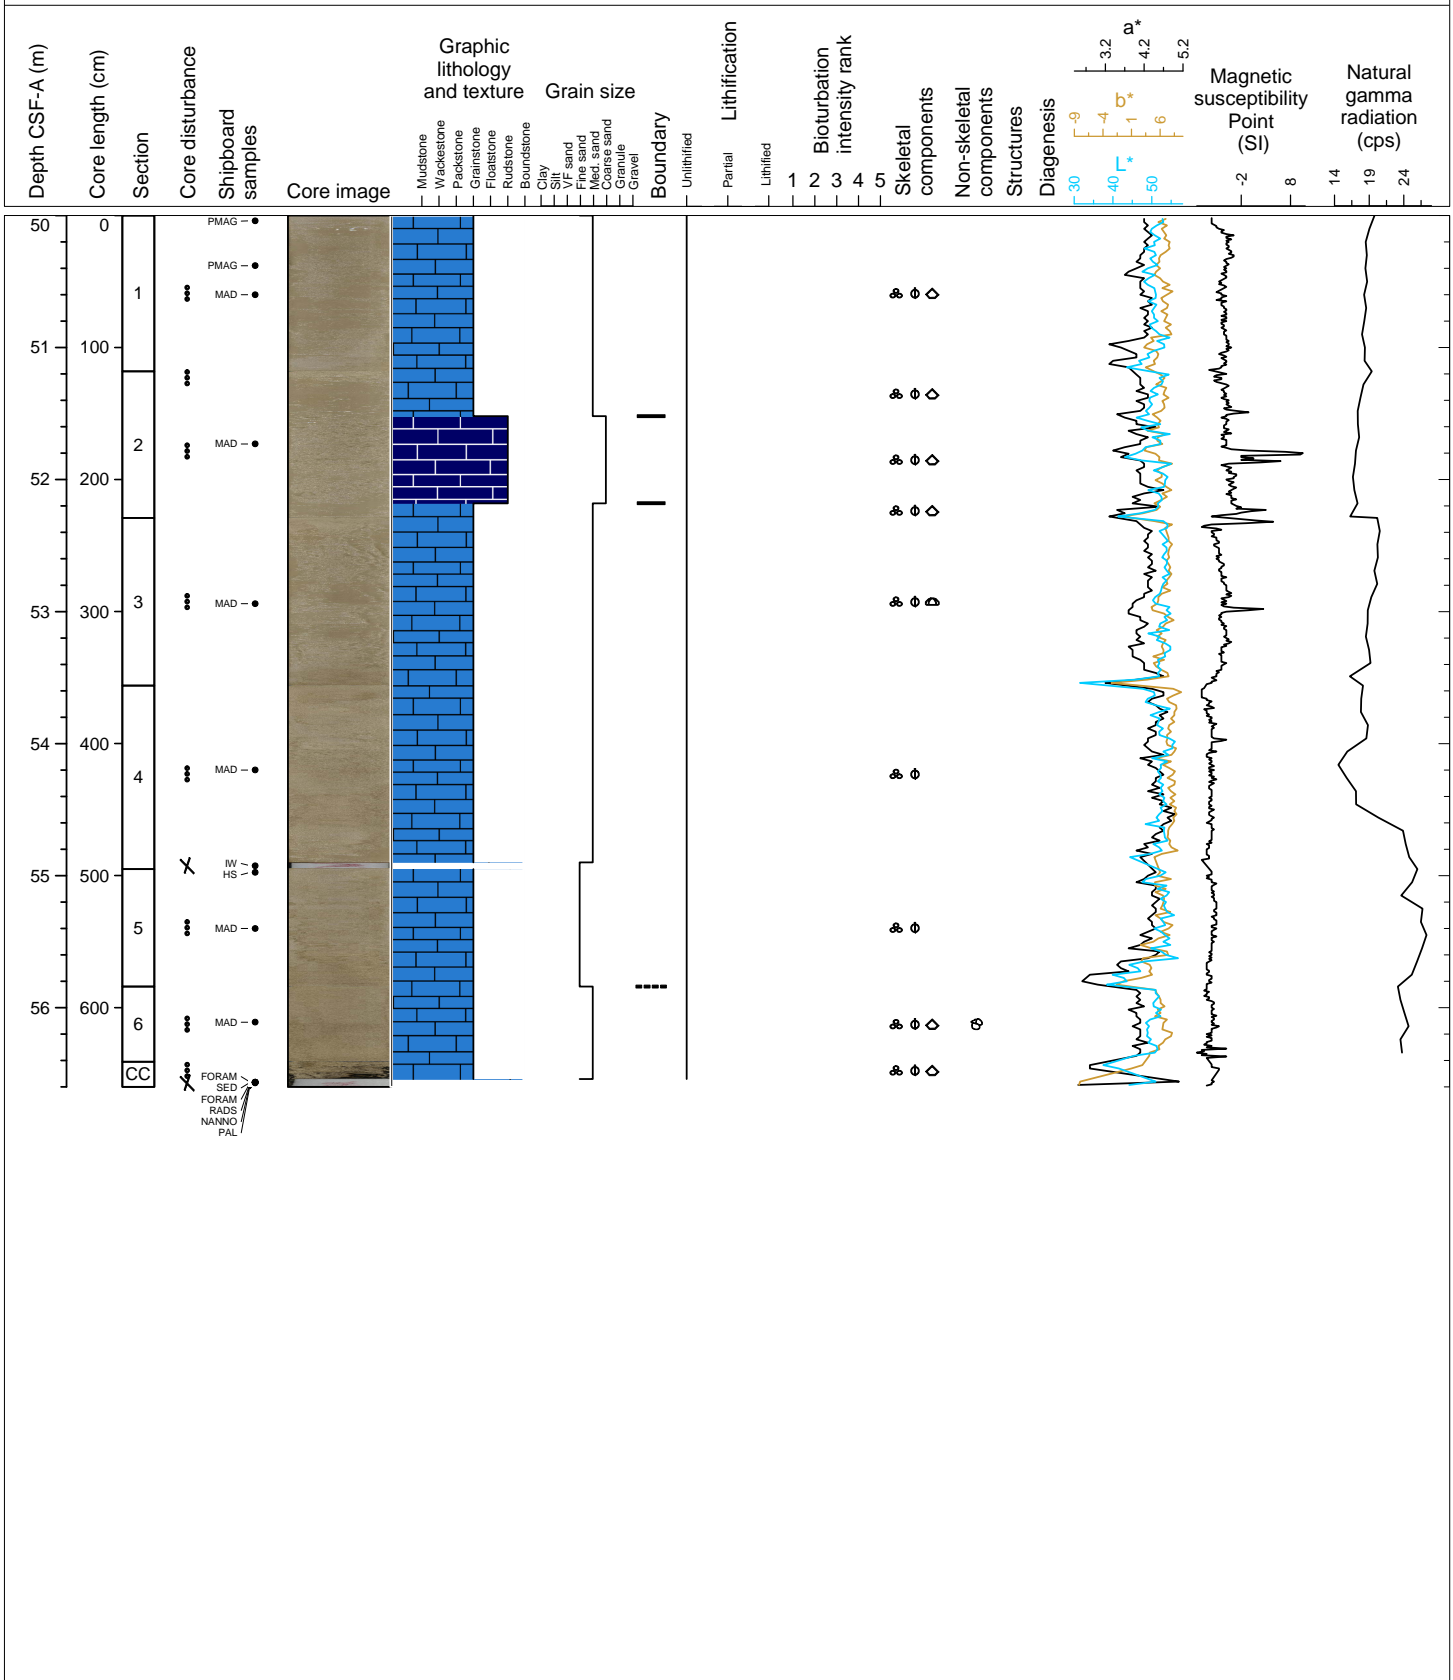 Depth CSF-A (m)
Core length (cm)
Section
Core disturbance
Shipboard
samples
Core image
Graphic
lithology
and texture
Mudstone
Wackestone
Packstone
Grainstone
Floatstone
Rudstone
Boundstone
Grain size
Clay
Silt
VF sand
Fine sand
Med. sand
Coarse sand
Granule
Gravel
Boundary
Lithification
Unlithified
Partial
Lithified
Bioturbation
intensity rank
1 2 3 4 5
Skeletal
components
Non-skeletal
components
Structures
Diagenesis
a*
3.2 4.2 5.2
b*
-9 -4 1 6
L*
30 40 50
Magnetic
susceptibility
Point
(SI)
-2 8
Natural
gamma
radiation
(cps)
14 19 24
50 0
PMAG
PMAG
1
MAD
51 100
2
MAD
52 200
3
MAD
53 300
54 400
4
MAD
IW
HS
55 500
5
MAD
56 600
6
MAD
CC
FORAM
SED
FORAM
RADS
NANNO
PAL